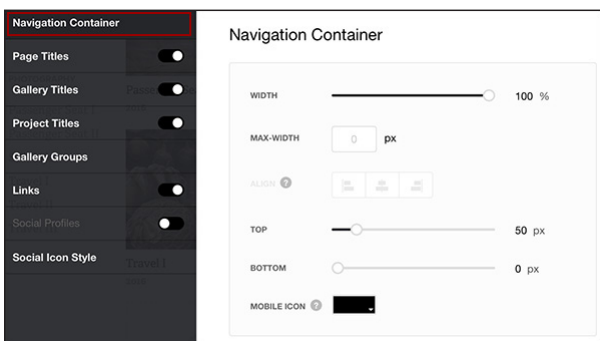 Navigation Container
Page Titles
Gallery Titles
Project Titles
Gallery Groups
Links
Social Profiles
Social Icon Style
Travel I
Navigation Container
WIDTH 100 %
MAX-WIDTH 0 px
ALIGN ?
TOP 50 px
BOTTOM 0 px
MOBILE ICON ?